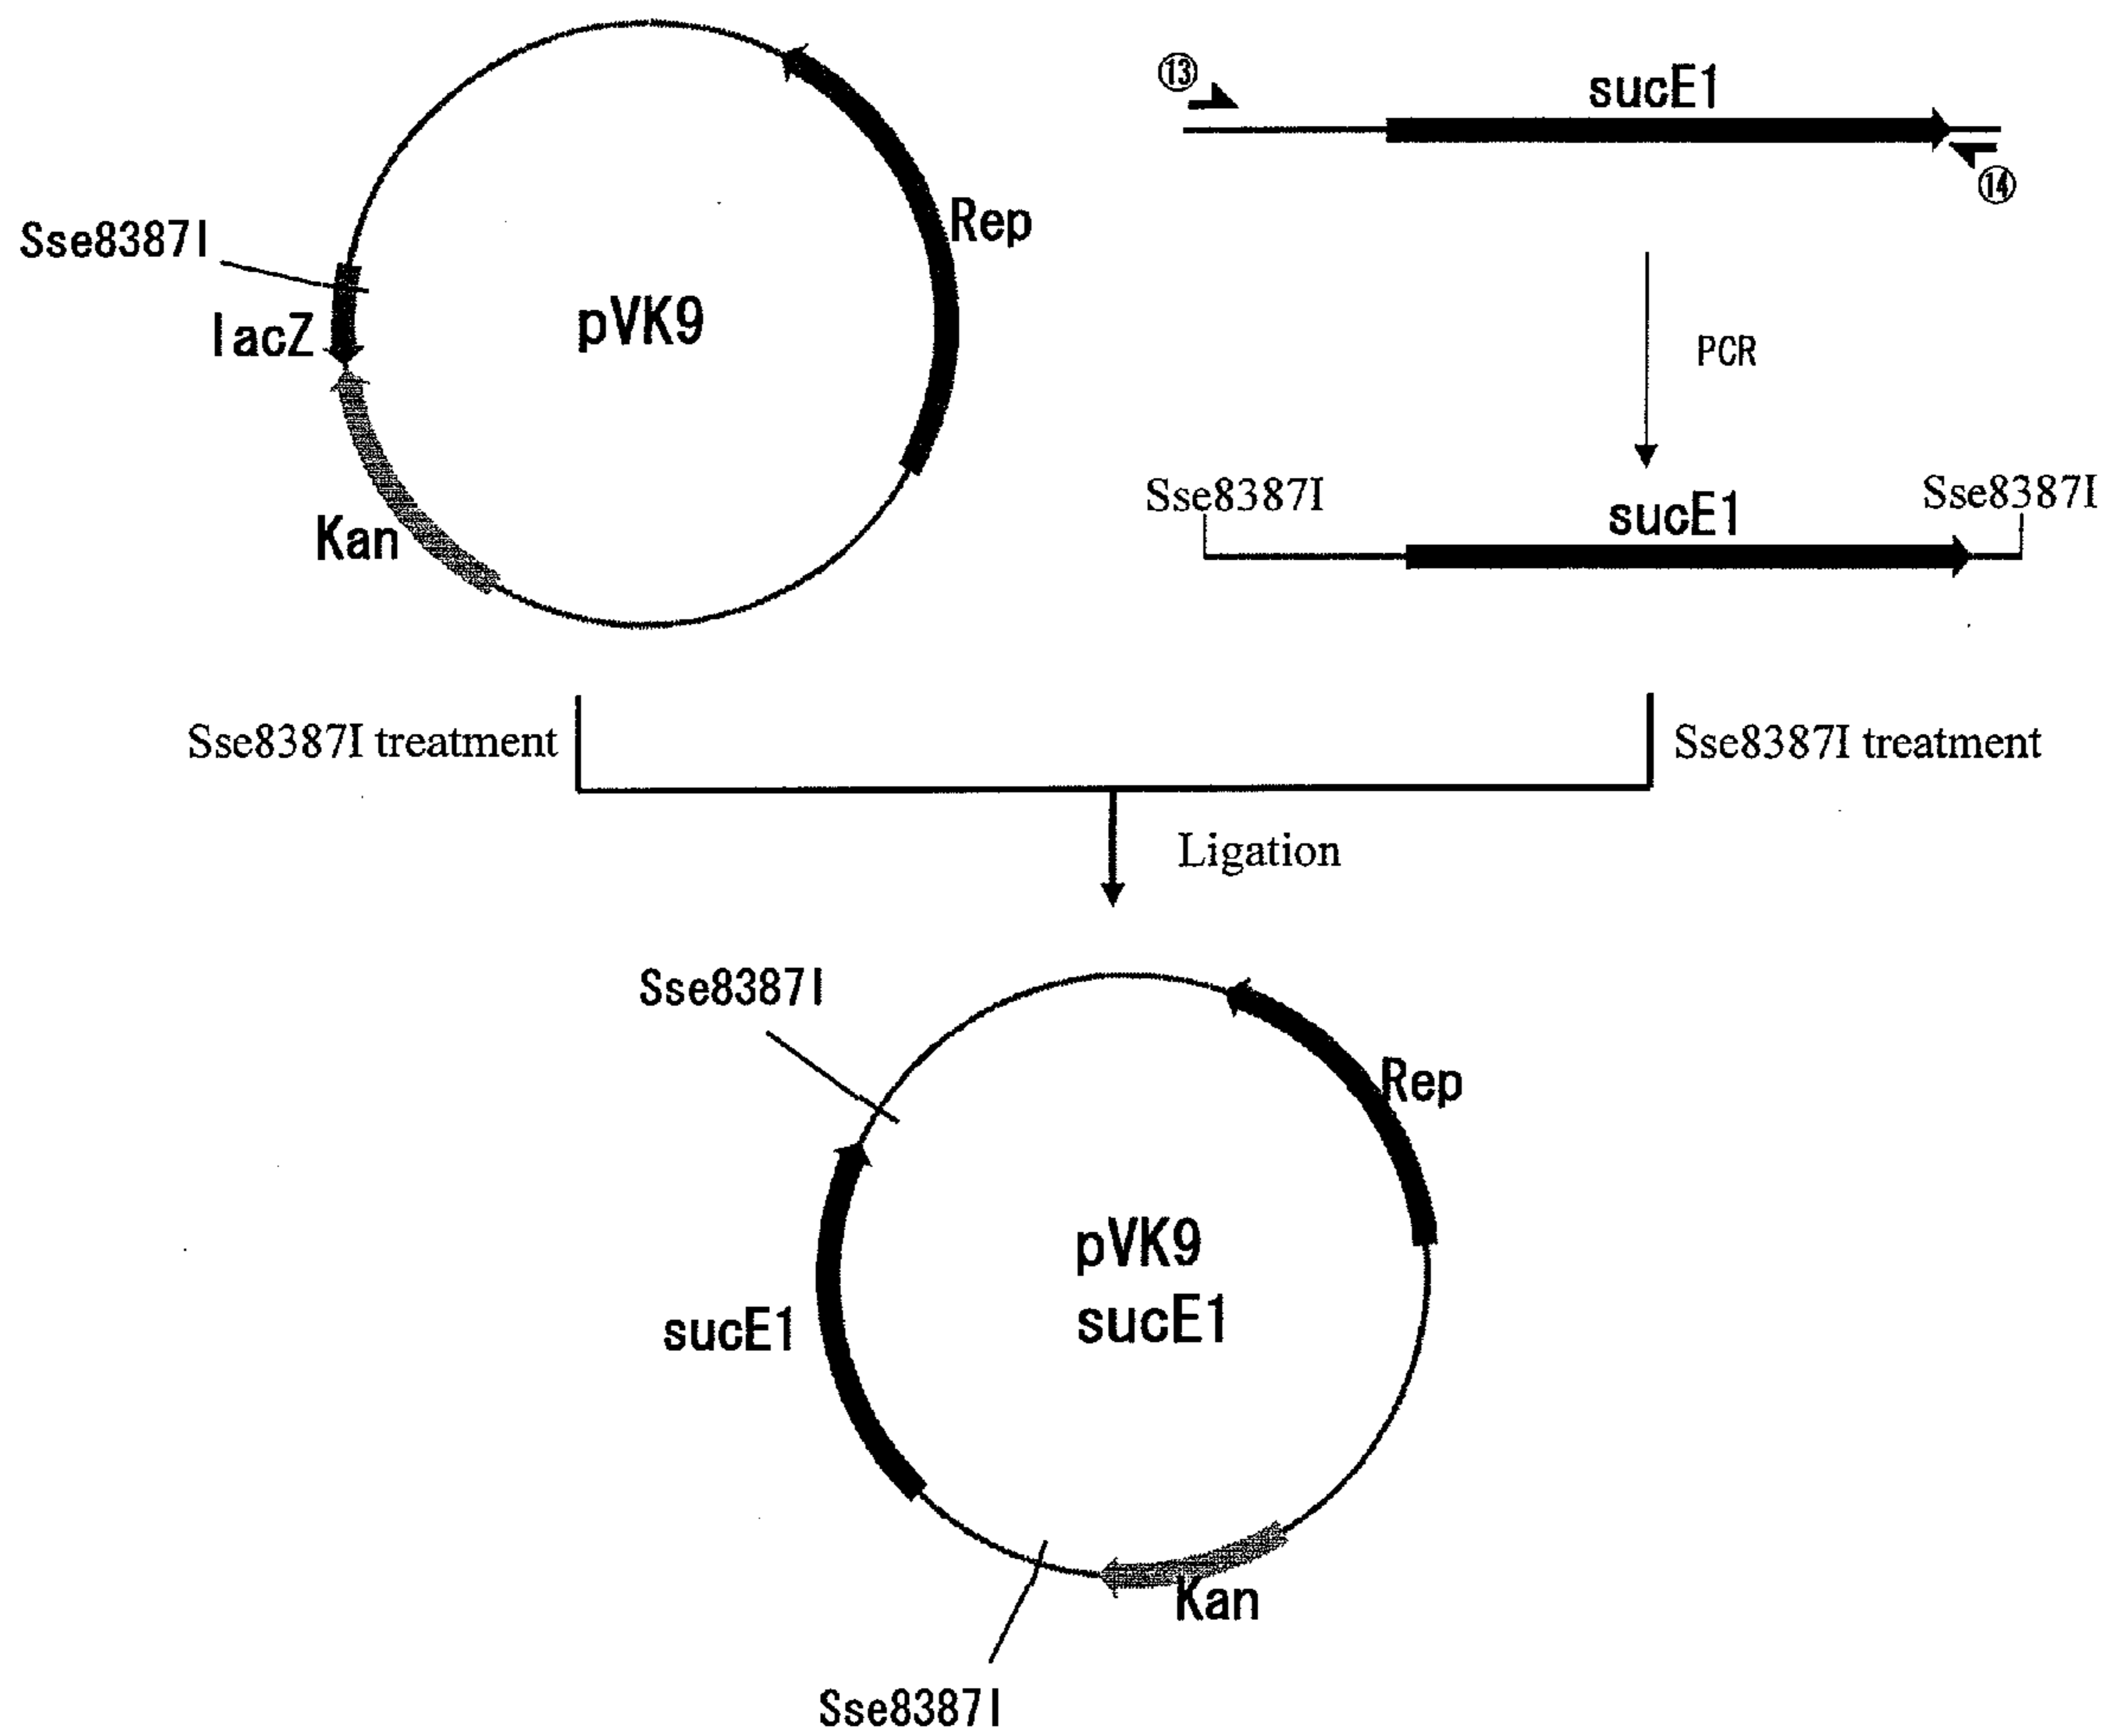 ⑬
sucE1
⑭
Sse8387I
Rep
lacZ
pVK9
PCR
Kan
Sse8387I
sucE1
Sse8387I
Sse8387I treatment
Sse8387I treatment
Ligation
Sse8387I
Rep
pVK9
sucE1
sucE1
Kan
Sse8387I